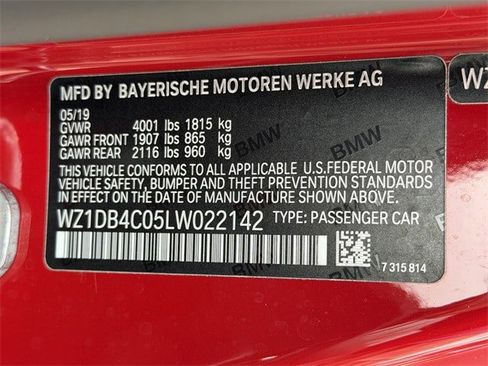 MFD BY BAYERISCHE MOTOREN WERKE AG
05/19
GVWR 4001 lbs 1815 kg
GAWR FRONT 1907 lbs 865 kg
GAWR REAR 2116 lbs 960 kg
THIS VEHICLE CONFORMS TO ALL APPLICABLE U.S.FEDERAL MOTOR
VEHICLE SAFETY, BUMPER AND THEFT PREVENTION STANDARDS
IN EFFECT ON THE DATE OF MANUFACTURE SHOWN ABOVE.
WZ1DB4C05LW022142 TYPE: PASSENGER CAR
7 315 814
WZ
BMW